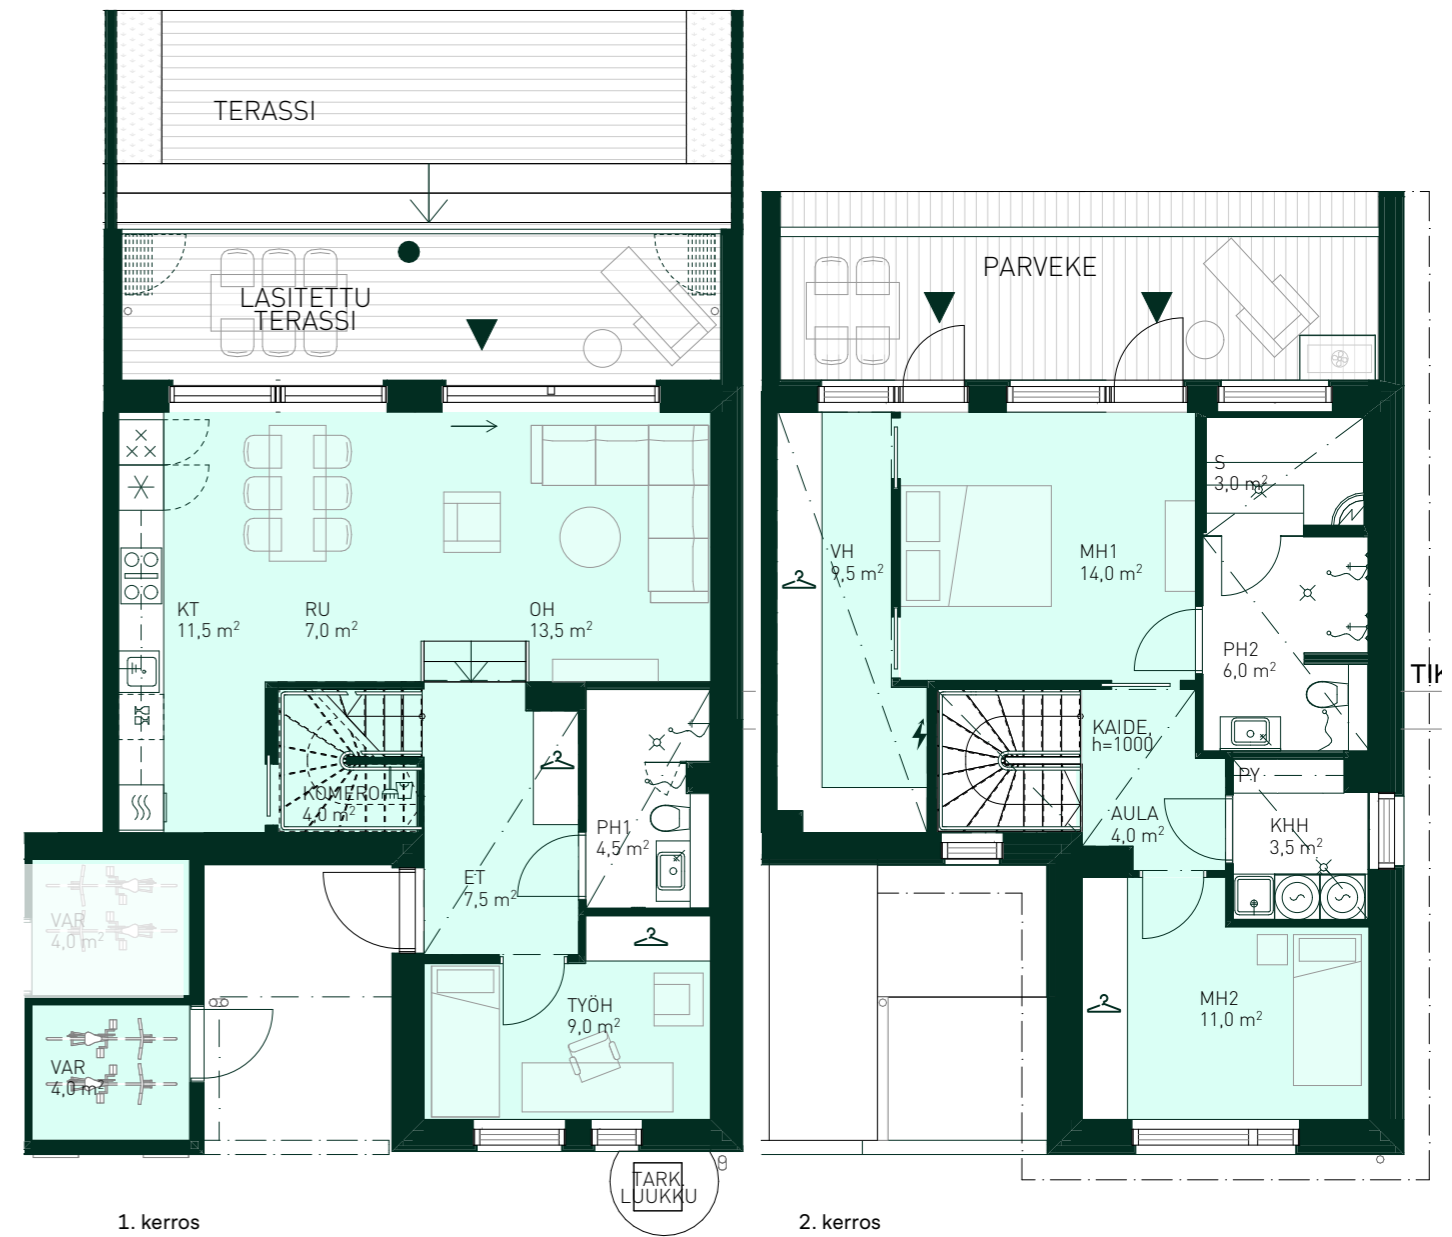 TERASSI
LASITETTU
TERASSI
KT
11,5 m²
RU
7,0 m²
OH
13,5 m²
KOMERO
4,0 m²
PH1
4,5 m²
ET
7,5 m²
VAR
4,0 m²
VAR
4,0 m²
TYÖH
9,0 m²
TARK.
LUUKKU
1. kerros
PARVEKE
S
3,0 m²
VH
9,5 m²
MH1
14,0 m²
PH2
6,0 m²
TIK
KAIDE,
h=1000
PY
AULA
4,0 m²
KHH
3,5 m²
MH2
11,0 m²
2. kerros